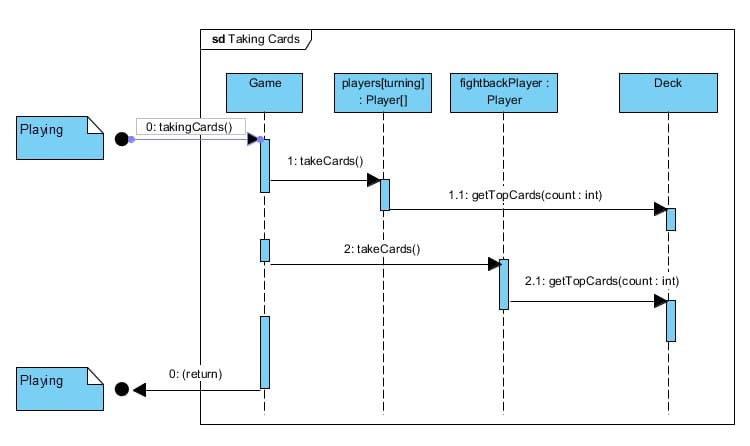 sd Taking Cards
Game
players[turning]
: Player[]
fightbackPlayer :
Player
Deck
Playing
0: takingCards()
1: takeCards()
1.1: getTopCards(count : int)
2: takeCards()
2.1: getTopCards(count : int)
Playing
0: (return)